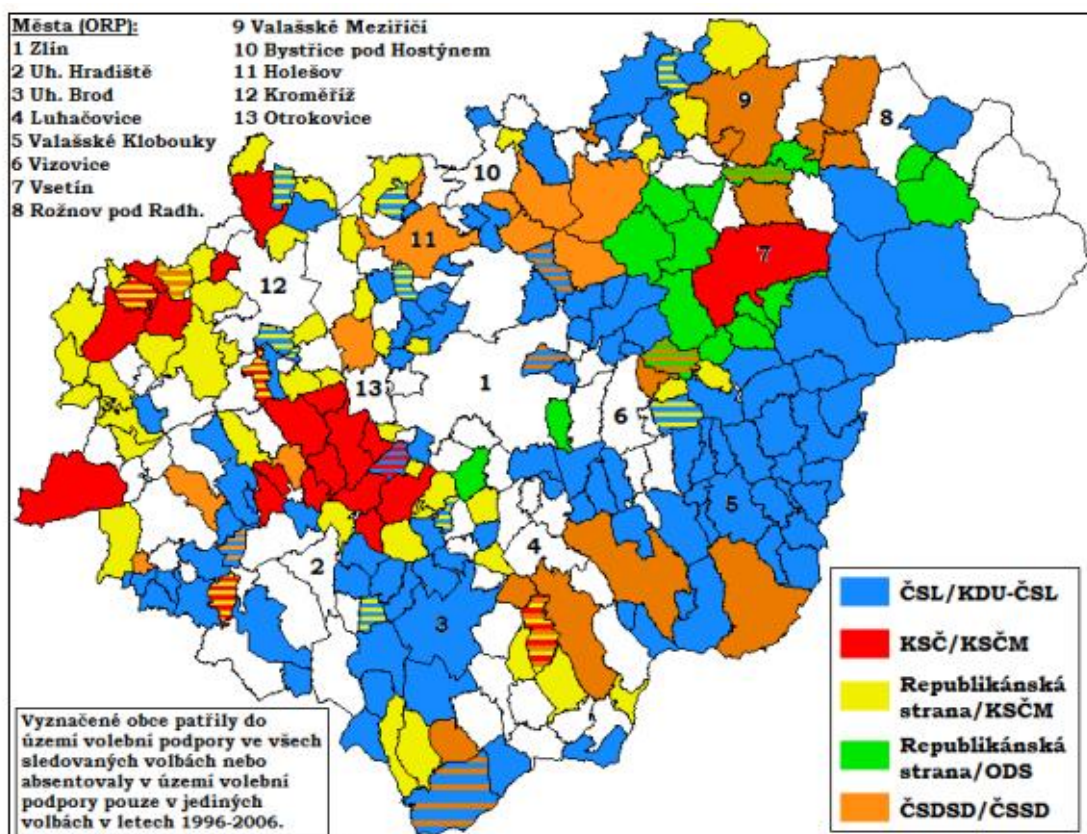 Města (ORP):
1 Zlín
2 Uh. Hradiště
3 Uh. Brod
4 Luhačovice
5 Valašské Klobouky
6 Vizovice
7 Vsetín
8 Rožnov pod Radh.
9 Valašské Meziříčí
10 Bystřice pod Hostýnem
11 Holešov
12 Kroměříž
13 Otrokovice
9
8
10
11
7
12
13
1
6
5
4
2
3
ČSL/KDU-ČSL
KSČ/KSČM
Republikánská
strana/KSČM
Republikánská
strana/ODS
ČSDSD/ČSSD
Vyznačené obce patřily do
území volební podpory ve všech
sledovaných volbách nebo
absentovaly v území volební
podpory pouze v jediných
volbách v letech 1996-2006.